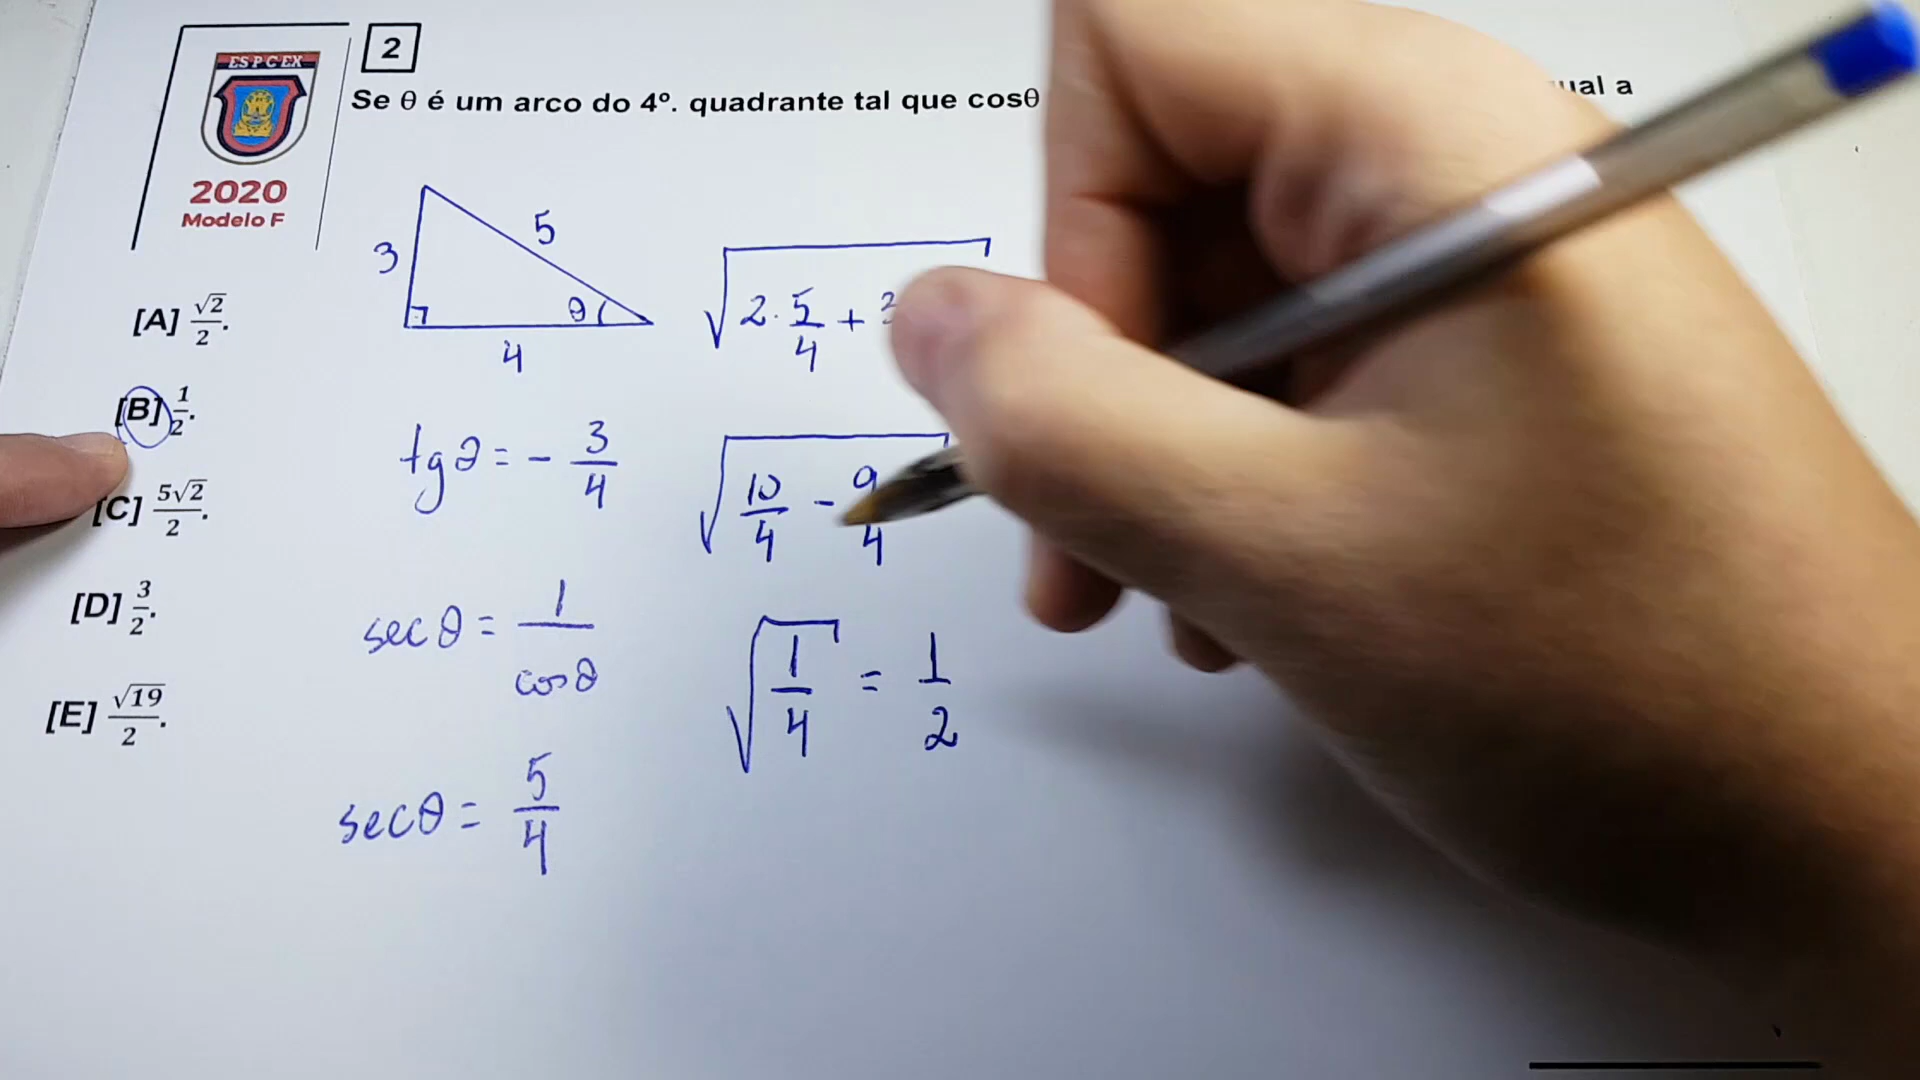 ESPCEX
2020
Modelo F
2
Se θ é um arco do 4º. quadrante tal que cosθ
ual a
3
5
θ
4
√2·5/4 +
tgθ = - 3/4
√10/4 - 9/4
secθ = 1/cosθ
√1/4 = 1/2
secθ = 5/4
[A] √2/2.
[B] 1/2.
[C] 5√2/2.
[D] 3/2.
[E] √19/2.